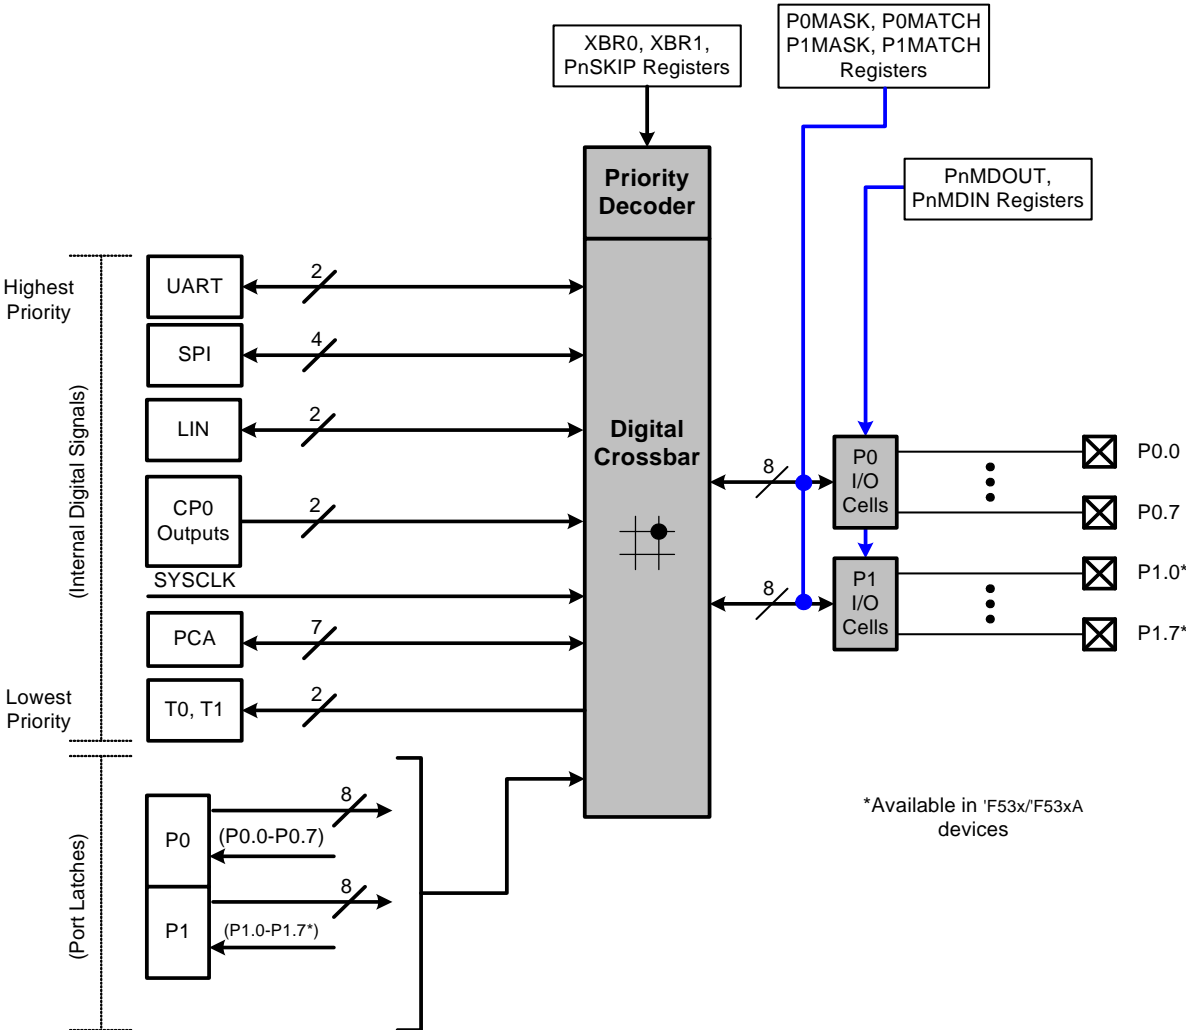 XBR0, XBR1,
PnSKIP Registers
P0MASK, P0MATCH
P1MASK, P1MATCH
Registers
PnMDOUT,
PnMDIN Registers
Priority
Decoder
Digital
Crossbar
Highest
Priority
(Internal Digital Signals)
Lowest
Priority
UART
2
SPI
4
LIN
2
CP0
Outputs
2
SYSCLK
PCA
7
T0, T1
2
(Port Latches)
P0
8
(P0.0-P0.7)
P1
8
(P1.0-P1.7*)
8
P0
I/O
Cells
P0.0
P0.7
8
P1
I/O
Cells
P1.0*
P1.7*
*Available in 'F53x/'F53xA
devices